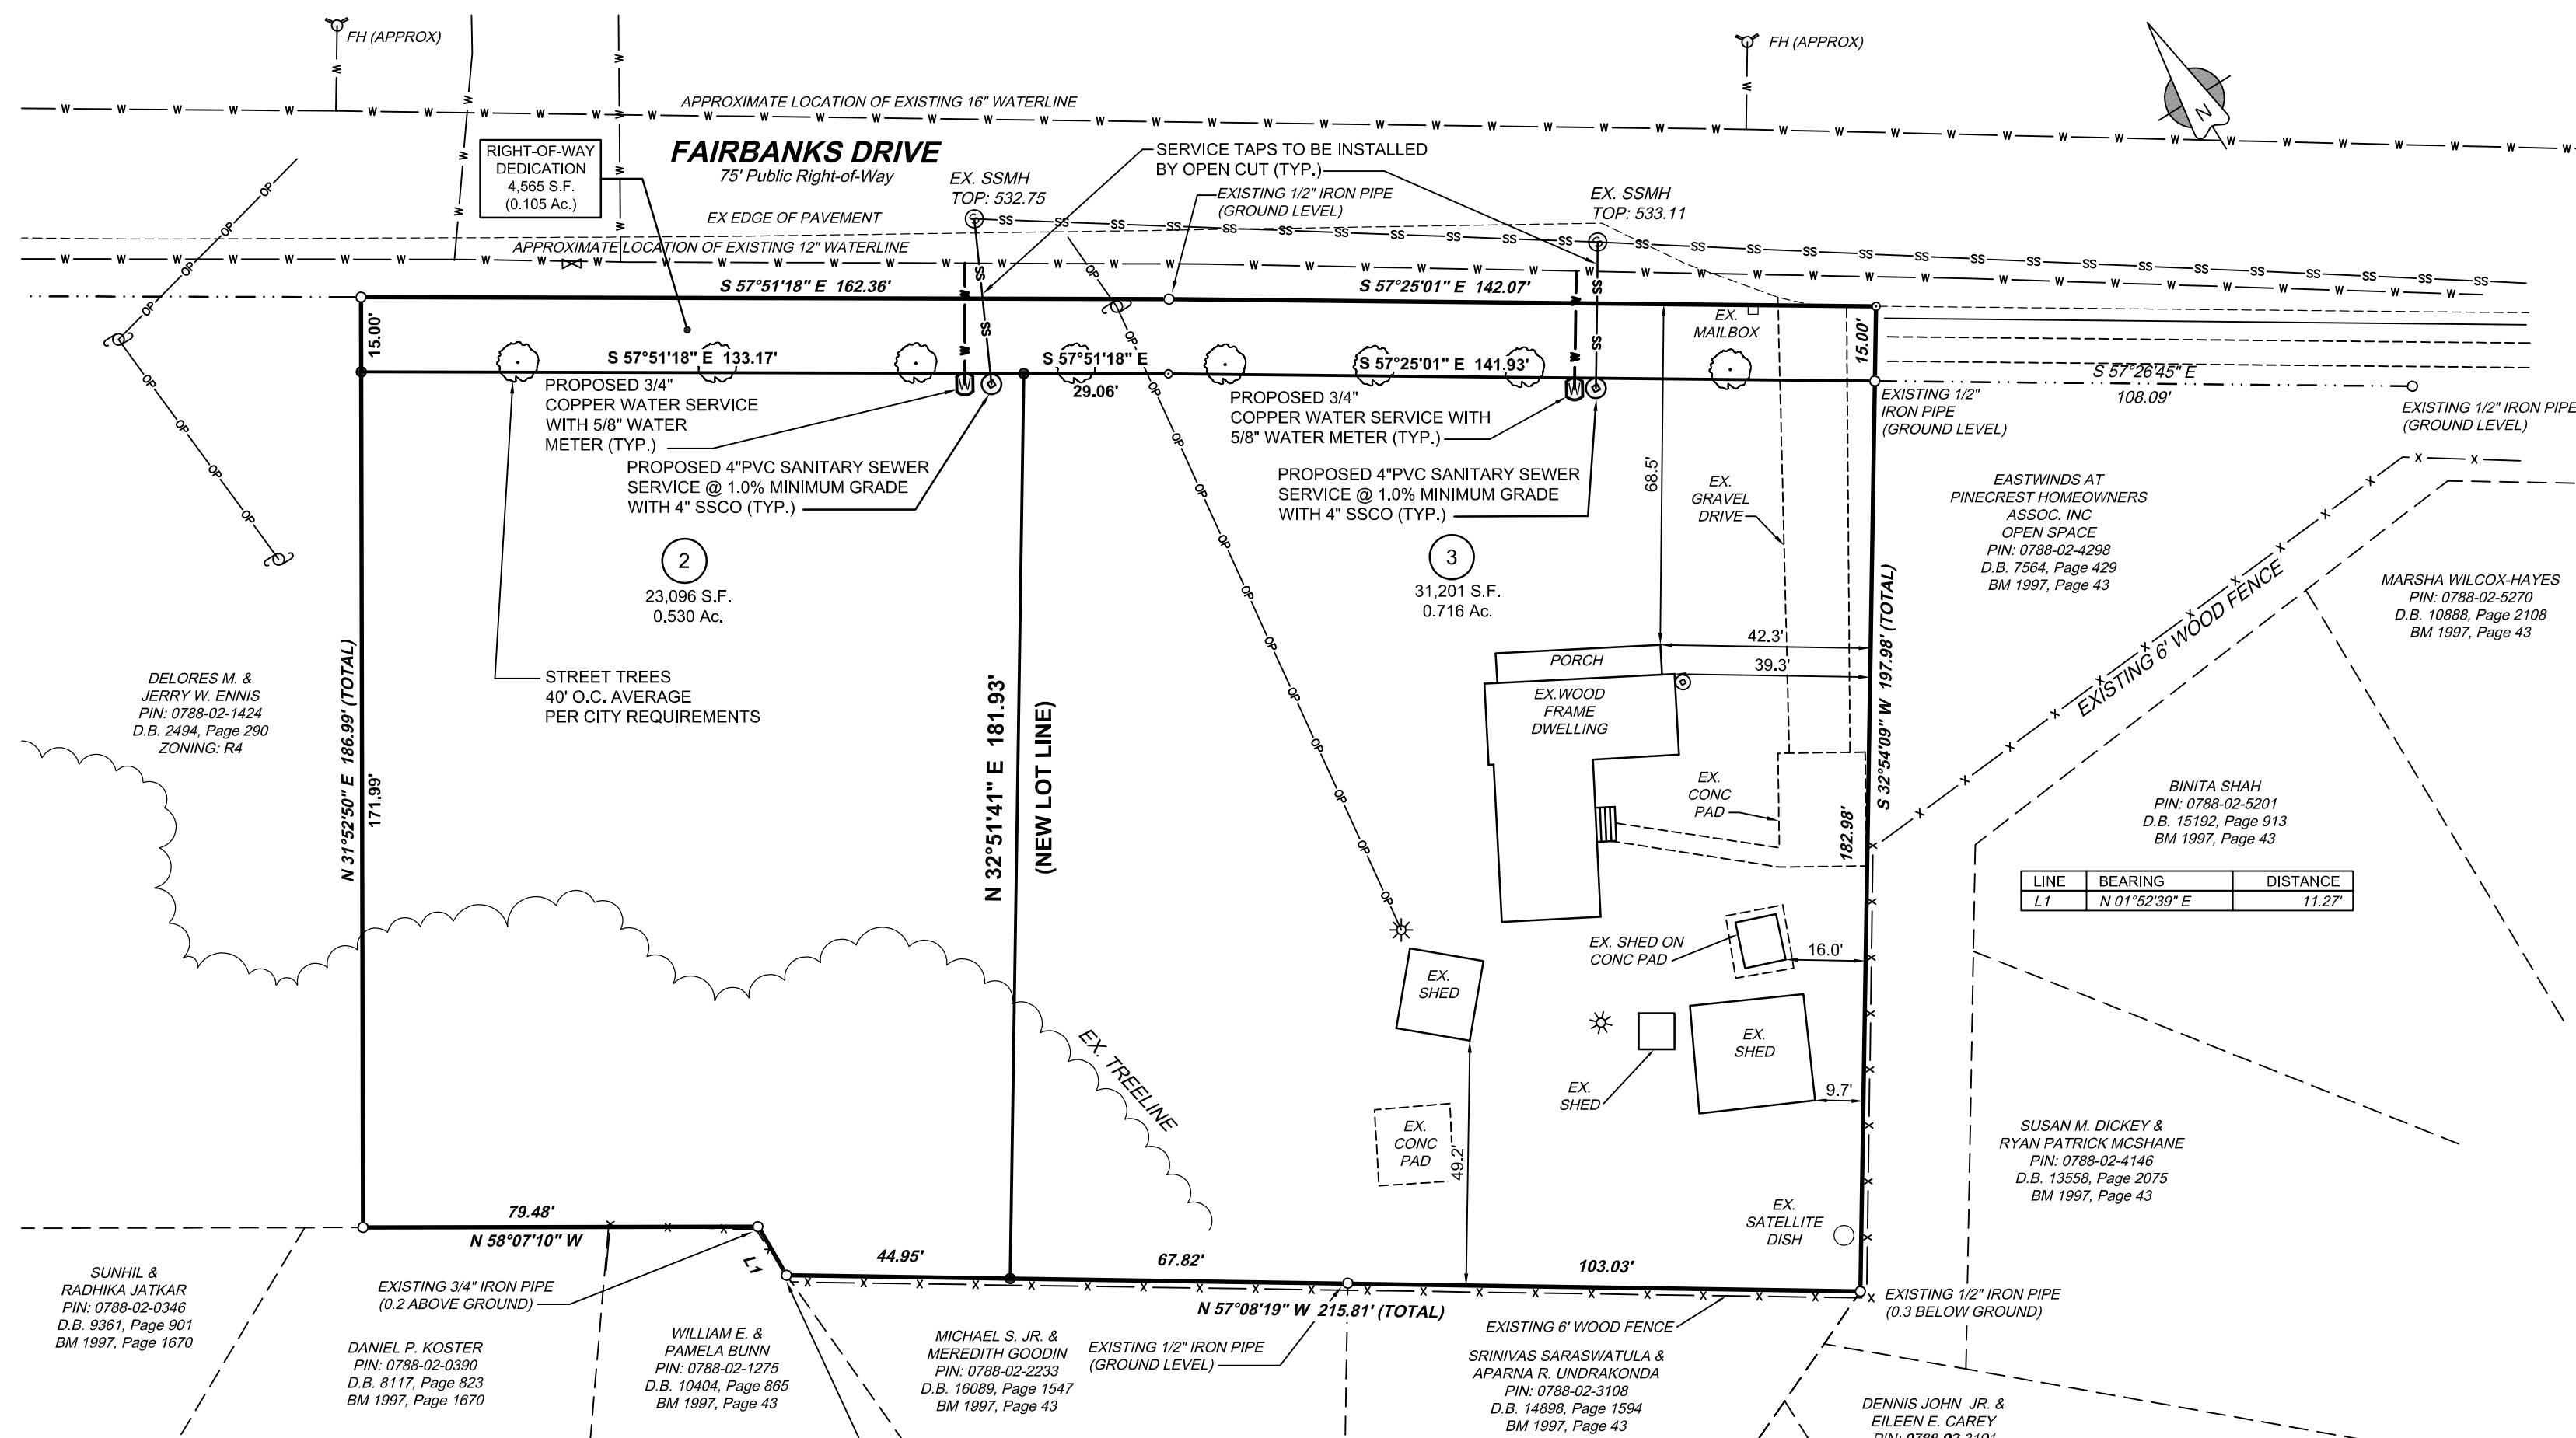 FH (APPROX)
FH (APPROX)
APPROXIMATE LOCATION OF EXISTING 16" WATERLINE
N
RIGHT-OF-WAY
DEDICATION
4,565 S.F.
(0.105 Ac.)
FAIRBANKS DRIVE
75' Public Right-of-Way
SERVICE TAPS TO BE INSTALLED
BY OPEN CUT (TYP.)
EX. SSMH
TOP: 532.75
EXISTING 1/2" IRON PIPE
(GROUND LEVEL)
EX. SSMH
TOP: 533.11
EX EDGE OF PAVEMENT
APPROXIMATE LOCATION OF EXISTING 12" WATERLINE
S 57°51'18" E 162.36'
S 57°25'01" E 142.07'
15.00'
EX.
MAILBOX
15.00'
S 57°51'18" E 133.17'
S 57°51'18" E
29.06'
S 57°25'01" E 141.93'
S 57°26'45" E
108.09'
PROPOSED 3/4"
COPPER WATER SERVICE
WITH 5/8" WATER
METER (TYP.)
PROPOSED 3/4"
COPPER WATER SERVICE WITH
5/8" WATER METER (TYP.)
EXISTING 1/2"
IRON PIPE
(GROUND LEVEL)
EXISTING 1/2" IRON PIPE
(GROUND LEVEL)
PROPOSED 4"PVC SANITARY SEWER
SERVICE @ 1.0% MINIMUM GRADE
WITH 4" SSCO (TYP.)
PROPOSED 4"PVC SANITARY SEWER
SERVICE @ 1.0% MINIMUM GRADE
WITH 4" SSCO (TYP.)
68.5'
EX.
GRAVEL
DRIVE
EASTWINDS AT
PINECREST HOMEOWNERS
ASSOC. INC
OPEN SPACE
PIN: 0788-02-4298
D.B. 7564, Page 429
BM 1997, Page 43
2
23,096 S.F.
0.530 Ac.
3
31,201 S.F.
0.716 Ac.
EXISTING 6' WOOD FENCE
MARSHA WILCOX-HAYES
PIN: 0788-02-5270
D.B. 10888, Page 2108
BM 1997, Page 43
DELORES M. &
JERRY W. ENNIS
PIN: 0788-02-1424
D.B. 2494, Page 290
ZONING: R4
N 31°52'50" E 186.99' (TOTAL)
171.99'
STREET TREES
40' O.C. AVERAGE
PER CITY REQUIREMENTS
N 32°51'41" E 181.93'
(NEW LOT LINE)
PORCH
42.3'
39.3'
EX.WOOD
FRAME
DWELLING
S 32°54'09" W 197.98' (TOTAL)
182.98'
EX.
CONC
PAD
BINITA SHAH
PIN: 0788-02-5201
D.B. 15192, Page 913
BM 1997, Page 43
LINE BEARING DISTANCE
L1 N 01°52'39" E 11.27'
EX. SHED ON
CONC PAD
16.0'
EX.
SHED
EX. TREELINE
EX.
SHED
EX.
SHED
9.7'
EX.
CONC
PAD
49.2'
SUSAN M. DICKEY &
RYAN PATRICK MCSHANE
PIN: 0788-02-4146
D.B. 13558, Page 2075
BM 1997, Page 43
EX.
SATELLITE
DISH
79.48'
N 58°07'10" W
L1
44.95'
67.82'
103.03'
N 57°08'19" W 215.81' (TOTAL)
SUNHIL &
RADHIKA JATKAR
PIN: 0788-02-0346
D.B. 9361, Page 901
BM 1997, Page 1670
EXISTING 3/4" IRON PIPE
(0.2 ABOVE GROUND)
EXISTING 1/2" IRON PIPE
(0.3 BELOW GROUND)
DANIEL P. KOSTER
PIN: 0788-02-0390
D.B. 8117, Page 823
BM 1997, Page 1670
WILLIAM E. &
PAMELA BUNN
PIN: 0788-02-1275
D.B. 10404, Page 865
BM 1997, Page 43
MICHAEL S. JR. &
MEREDITH GOODIN
PIN: 0788-02-2233
D.B. 16089, Page 1547
BM 1997, Page 43
EXISTING 1/2" IRON PIPE
(GROUND LEVEL)
EXISTING 6' WOOD FENCE
SRINIVAS SARASWATULA &
APARNA R. UNDRAKONDA
PIN: 0788-02-3108
D.B. 14898, Page 1594
BM 1997, Page 43
DENNIS JOHN JR. &
EILEEN E. CAREY